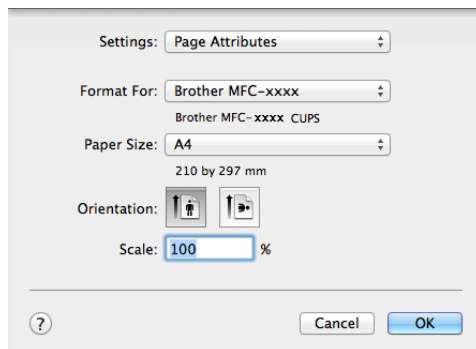 Settings: Page Attributes
Format For: Brother MFC-xxxx
Brother MFC-xxxx CUPS
Paper Size: A4
210 by 297 mm
Orientation:
Scale: 100 %
? Cancel OK